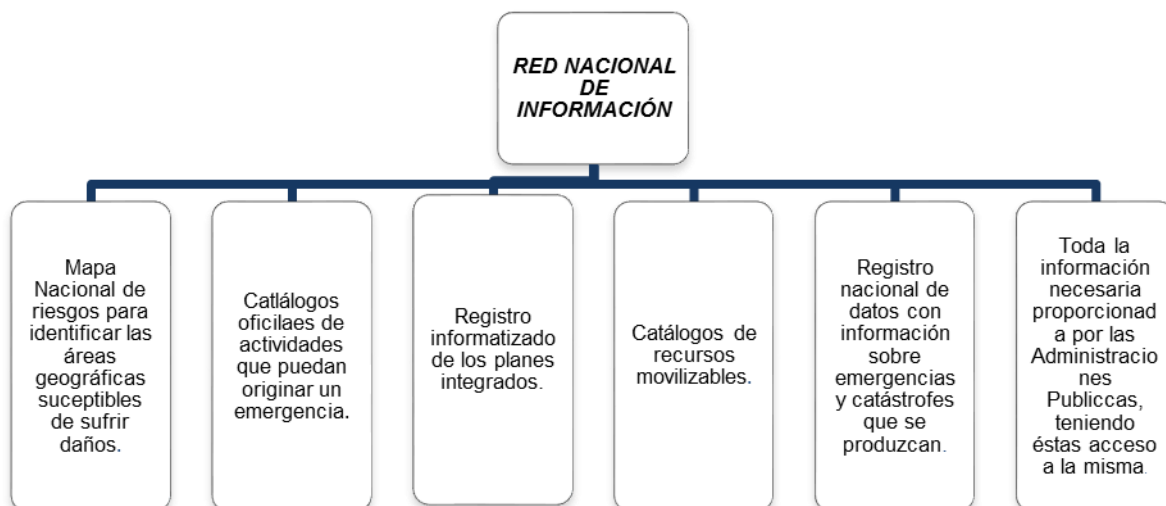 RED NACIONAL
DE
INFORMACIÓN
Mapa
Nacional de
riesgos para
identificar las
áreas
geográficas
suceptibles
de sufrir
daños.
Catlálogos
oficilaes de
actividades
que puedan
originar un
emergencia.
Registro
informatizado
de los planes
integrados.
Catálogos de
recursos
movilizables.
Registro
nacional de
datos con
información
sobre
emergencias
y catástrofes
que se
produzcan.
Toda la
información
necesaria
proporcionad
a por las
Administracio
nes
Publiccas,
teniendo
éstas acceso
a la misma.